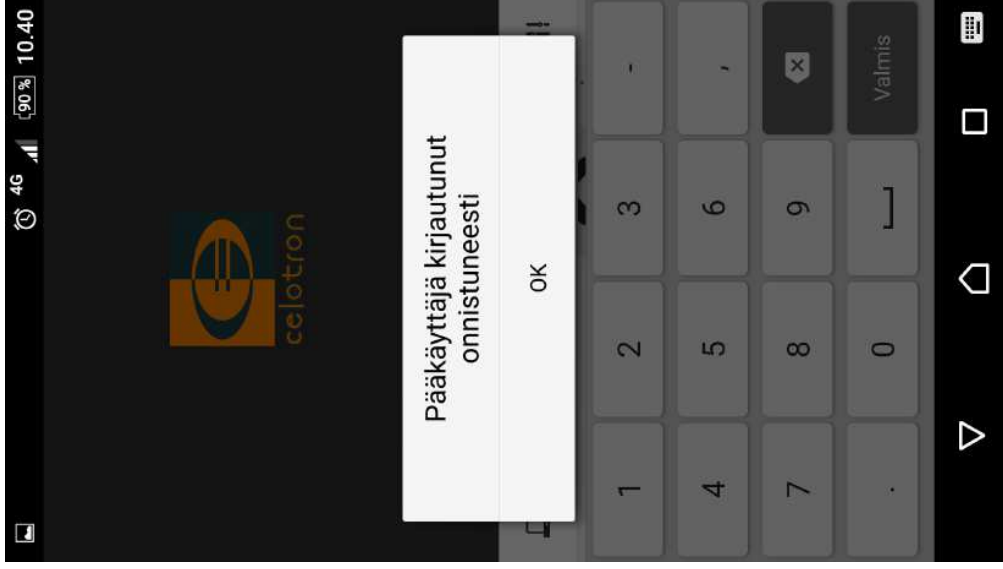 4G 90 % 10.40
celotron
Pääkäyttäjä kirjautunut
onnistuneesti
OK
1 2 3 -
4 5 6 ,
7 8 9
. 0 Valmis